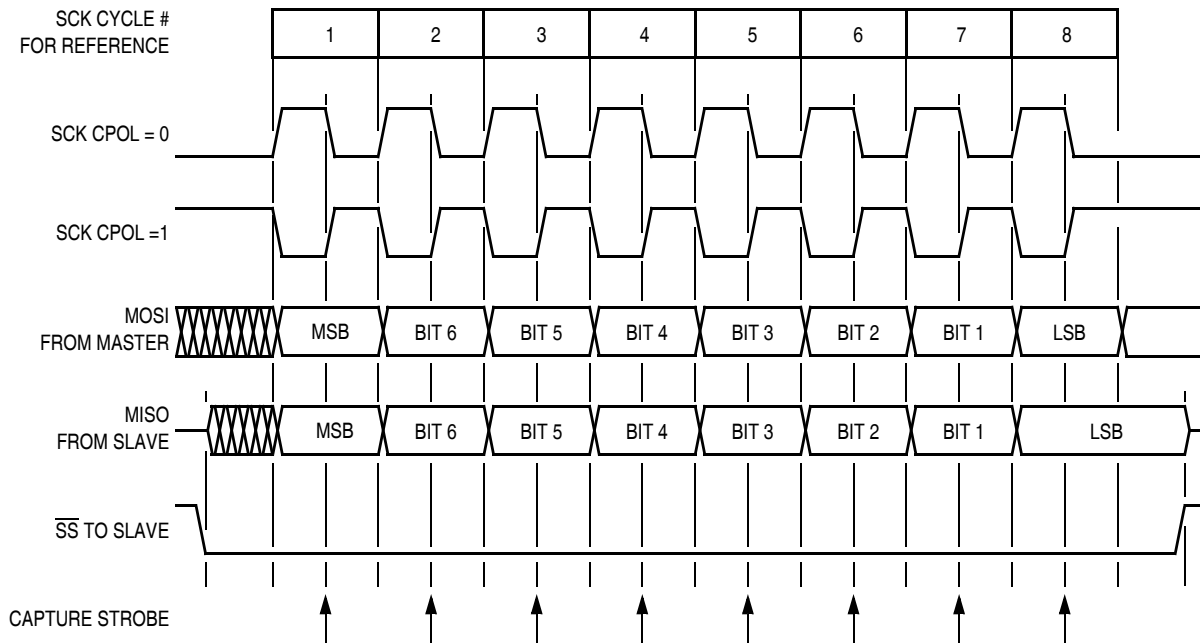 SCK CYCLE #
FOR REFERENCE
1 2 3 4 5 6 7 8
SCK CPOL = 0
SCK CPOL =1
MOSI
FROM MASTER
MSB BIT 6 BIT 5 BIT 4 BIT 3 BIT 2 BIT 1 LSB
MISO
FROM SLAVE
MSB BIT 6 BIT 5 BIT 4 BIT 3 BIT 2 BIT 1 LSB
SS TO SLAVE
CAPTURE STROBE